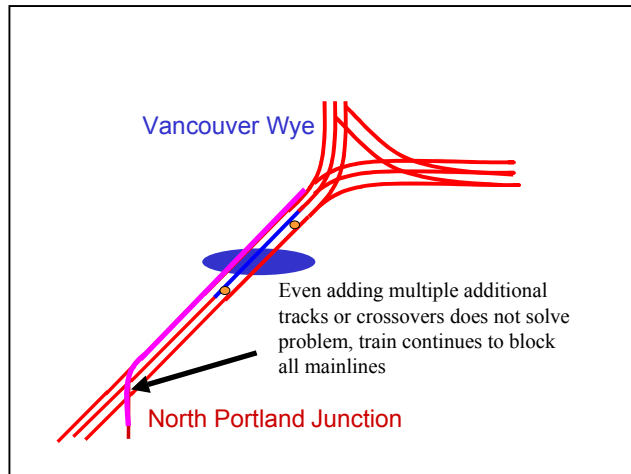 Vancouver Wye
Even adding multiple additional
tracks or crossovers does not solve
problem, train continues to block
all mainlines
North Portland Junction